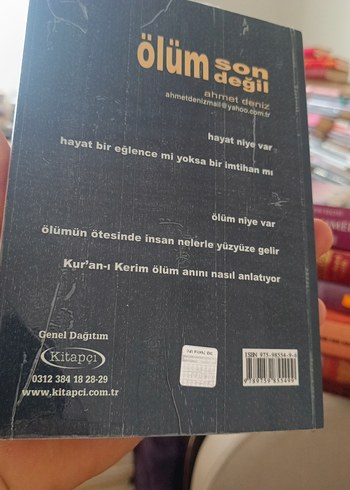 ölüm son değil
ahmet deniz
ahmetdenizmail@yahoo.com.tr
hayat niye var
hayat bir eğlence mi yoksa bir imtihan mı
ölüm niye var
ölümün ötesinde insan nelerle yüzyüze gelir
Kur'an-ı Kerim ölüm anını nasıl anlatıyor
Genel Dağıtım
Kitapçı
0312 384 18 28-29
www.kitapci.com.tr